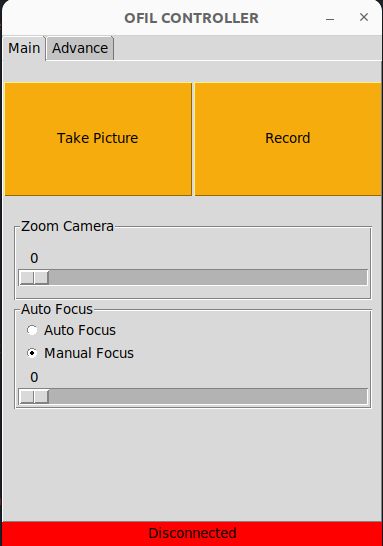 OFIL CONTROLLER
Main Advance
Take Picture Record
Zoom Camera
0
Auto Focus
Auto Focus
Manual Focus
0
Disconnected